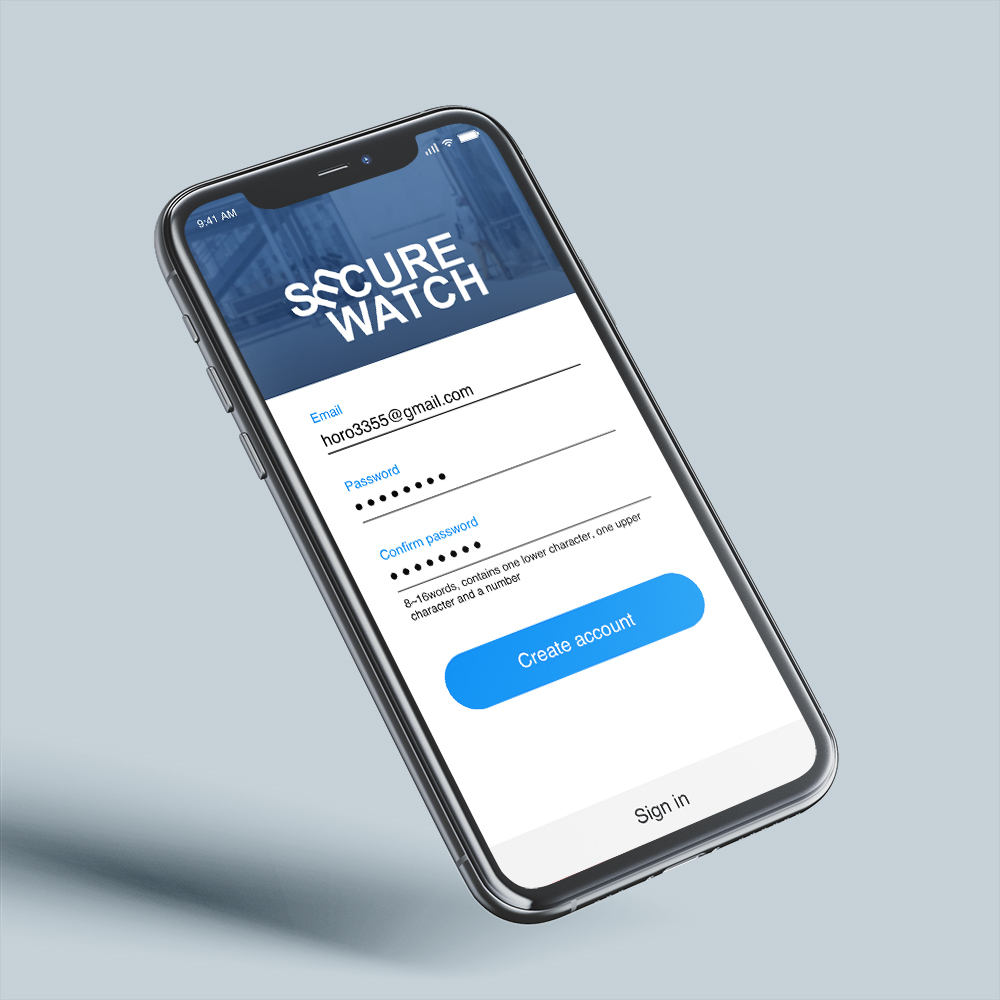 9:41 AM
SECURE
WATCH
Email
horo3355@gmail.com
Password
••••••••
Confirm password
••••••••
8~16words, contains one lower character, one upper
character and a number
Create account
Sign in